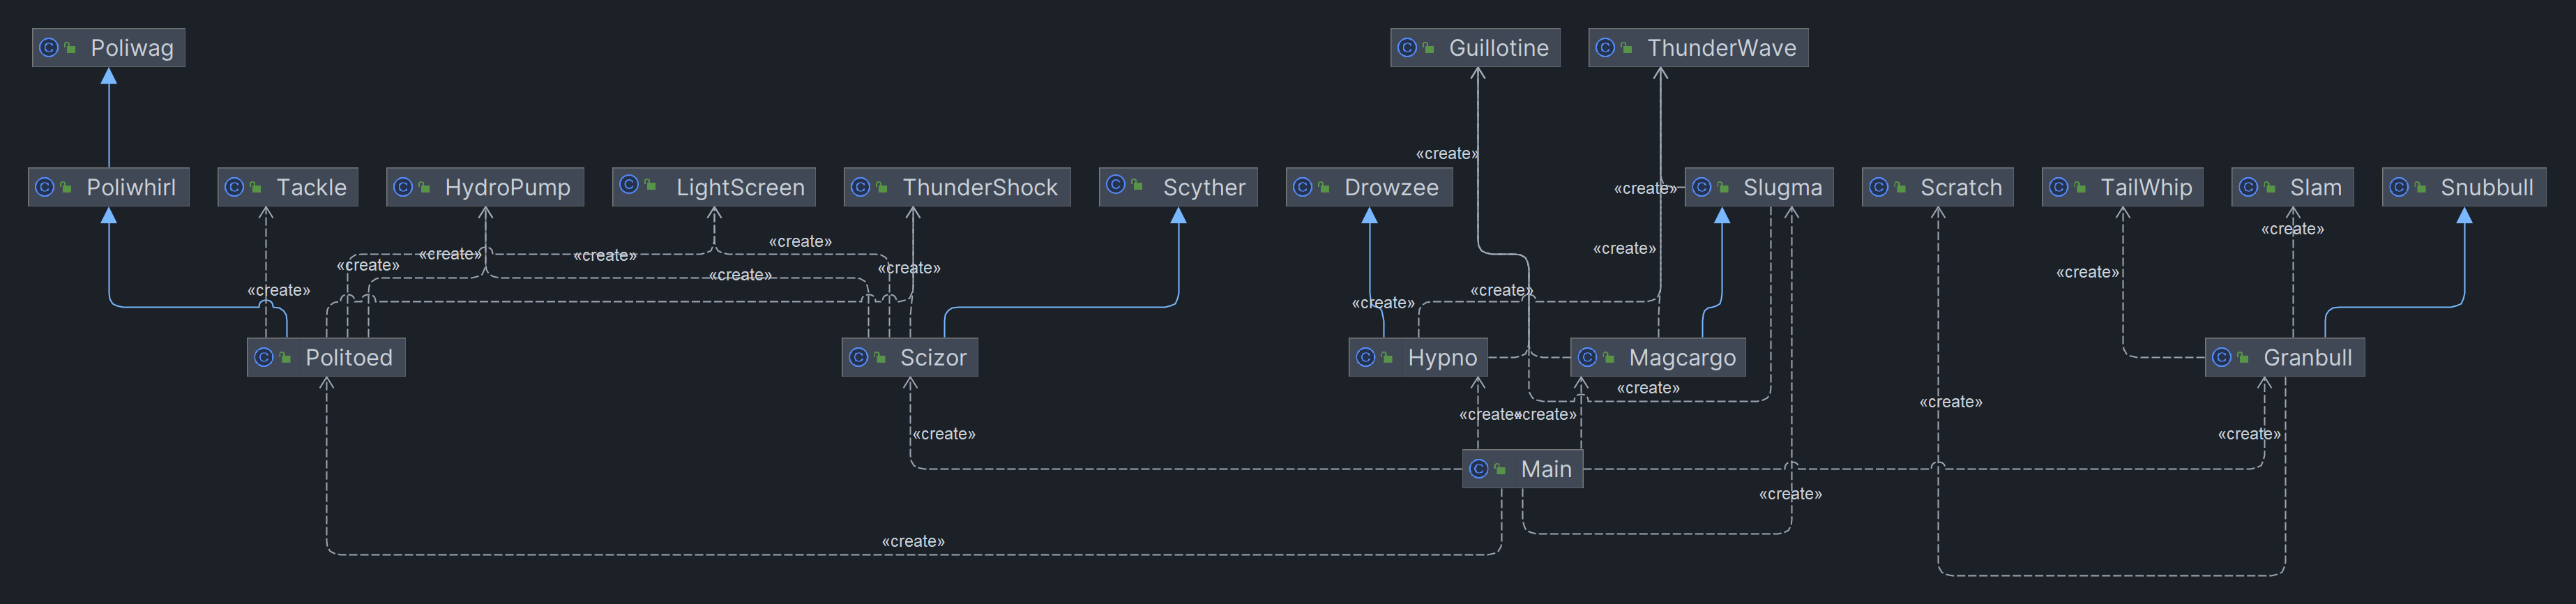 Poliwag
Guillotine
ThunderWave
«create»
Poliwhirl
Tackle
HydroPump
LightScreen
ThunderShock
Scyther
Drowzee
«create»
Slugma
Scratch
TailWhip
Slam
Snubbull
«create»
«create»
«create»
«create»
«create»
«create»
«create»
«create»
«create»
«create»
«create»
«create»
«create»
Politoed
Scizor
Hypno
Magcargo
Granbull
«create»
«create»
«create»
«create»
«create»
«create»
Main
«create»
«create»